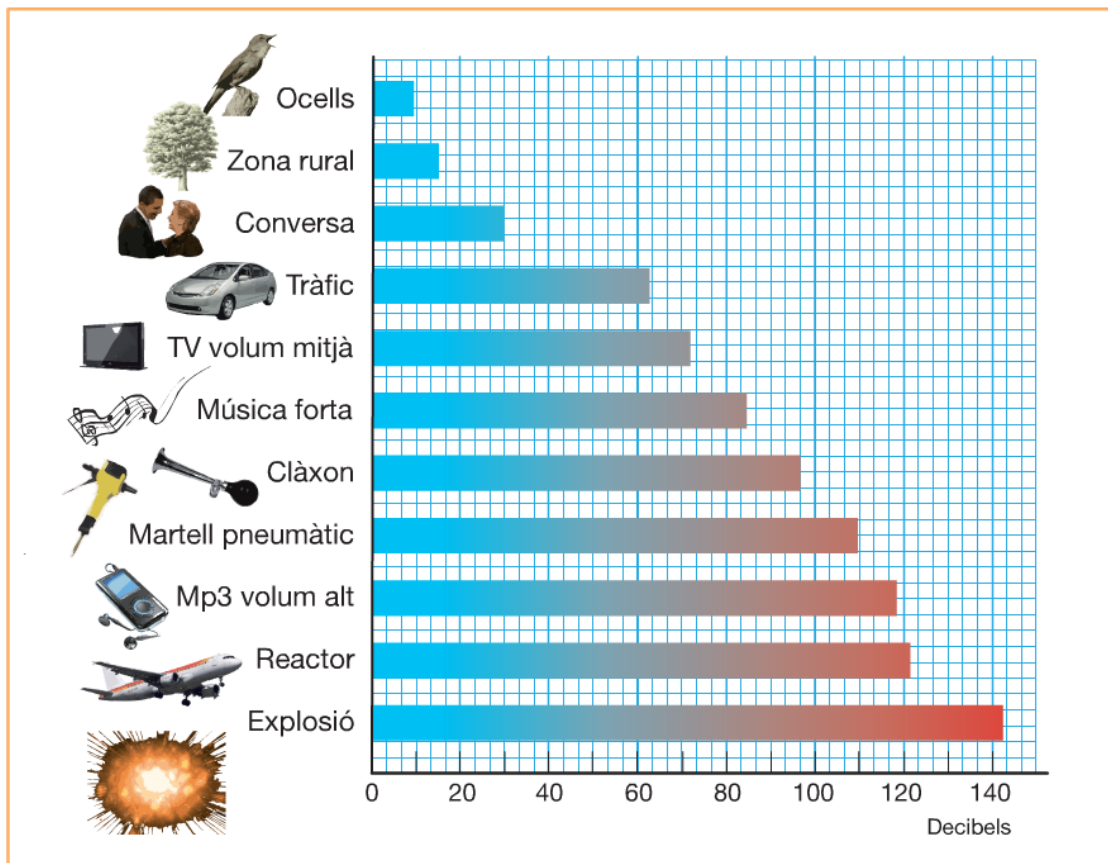 Ocells
Zona rural
Conversa
Tràfic
TV volum mitjà
Música forta
Clàxon
Martell pneumàtic
Mp3 volum alt
Reactor
Explosió
0 20 40 60 80 100 120 140
Decibels